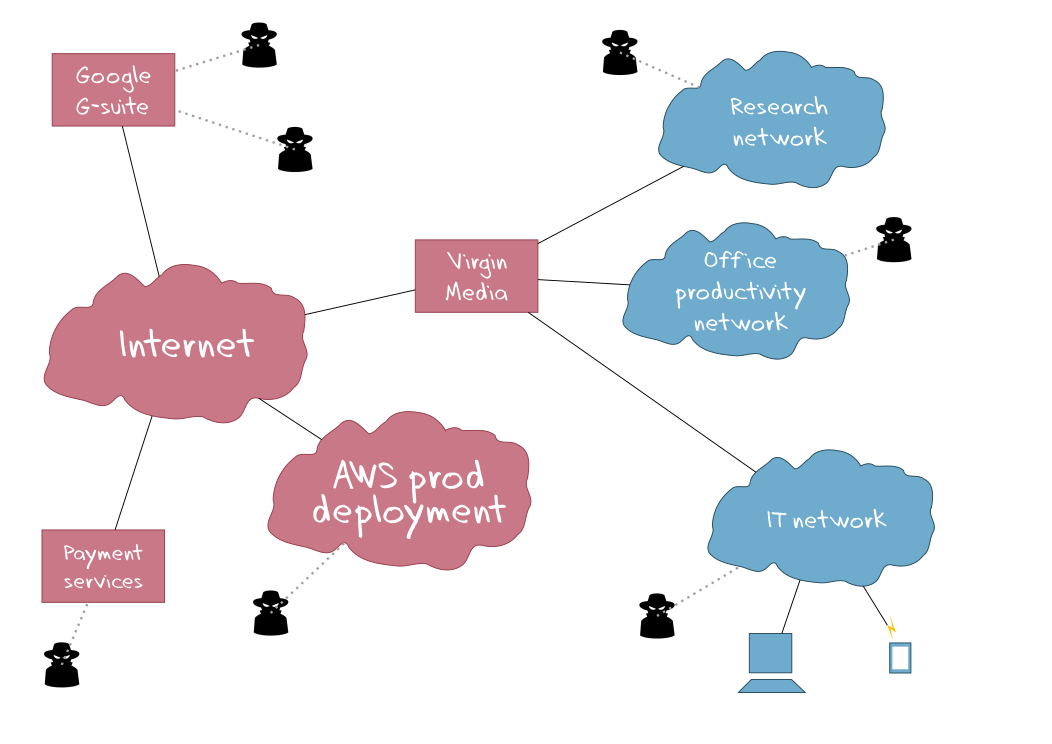 Google
G-suite
Research
network
Virgin
Media
Office
productivity
network
Internet
AWS prod
deployment
IT network
Payment
services